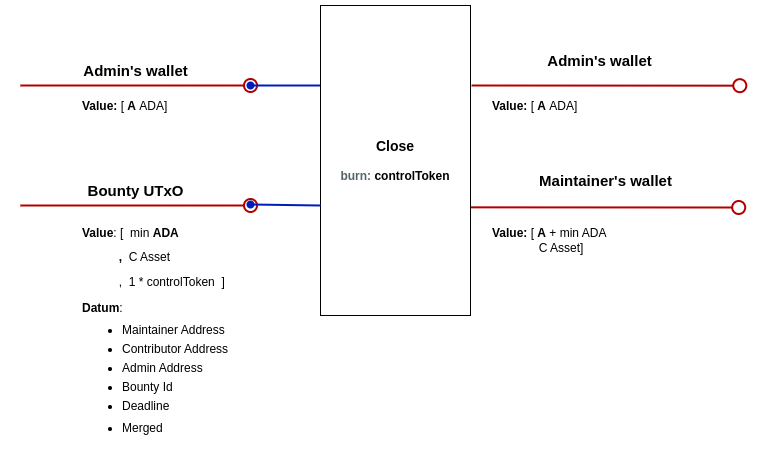 Admin's wallet
Value: [ A ADA]
Bounty UTxO
Value: [ min ADA
, C Asset
, 1 * controlToken ]
Datum:
• Maintainer Address
• Contributor Address
• Admin Address
• Bounty Id
• Deadline
• Merged
Close
burn: controlToken
Admin's wallet
Value: [ A ADA]
Maintainer's wallet
Value: [ A + min ADA
C Asset]